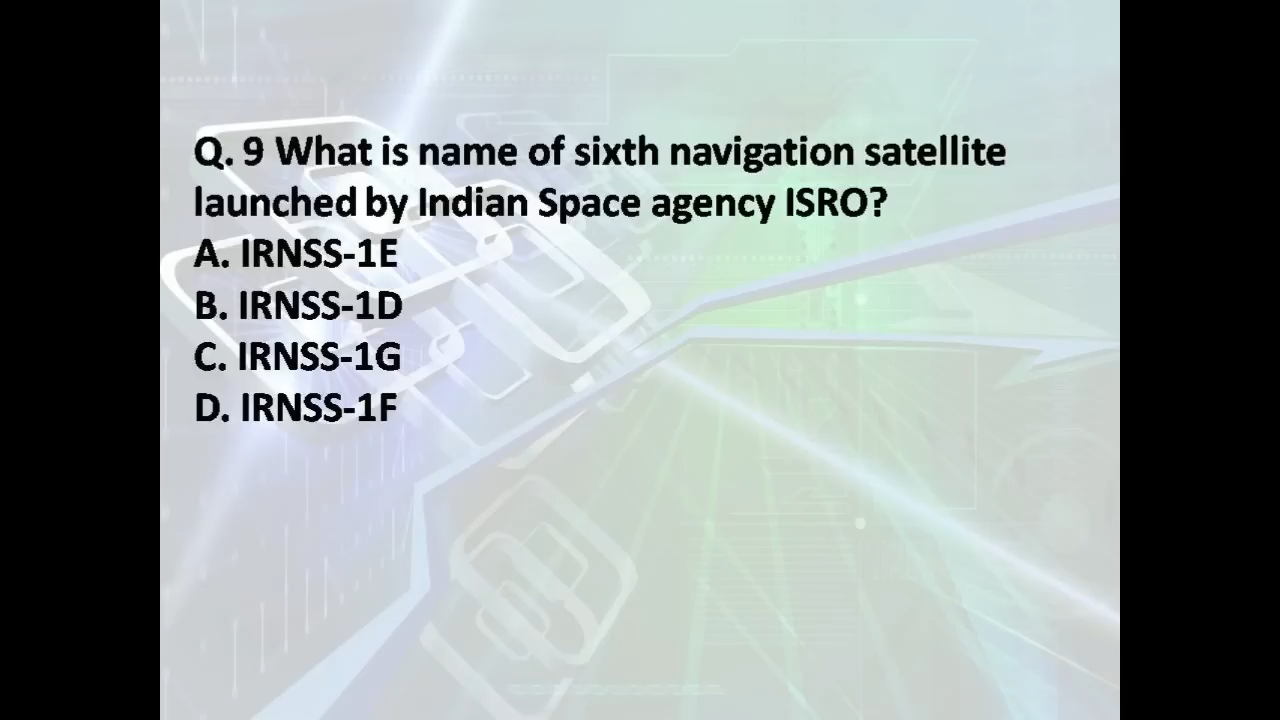 Q. 9 What is name of sixth navigation satellite
launched by Indian Space agency ISRO?
A. IRNSS-1E
B. IRNSS-1D
C. IRNSS-1G
D. IRNSS-1F